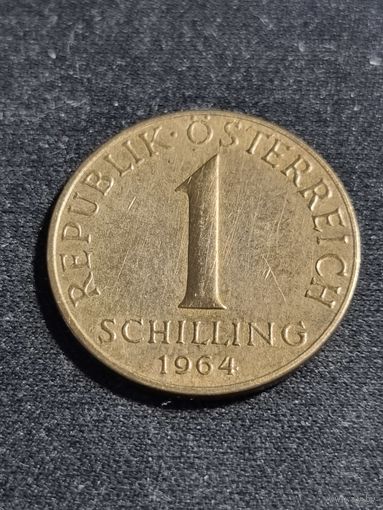 REPUBLIK · ÖSTERREICH
1
SCHILLING
1964